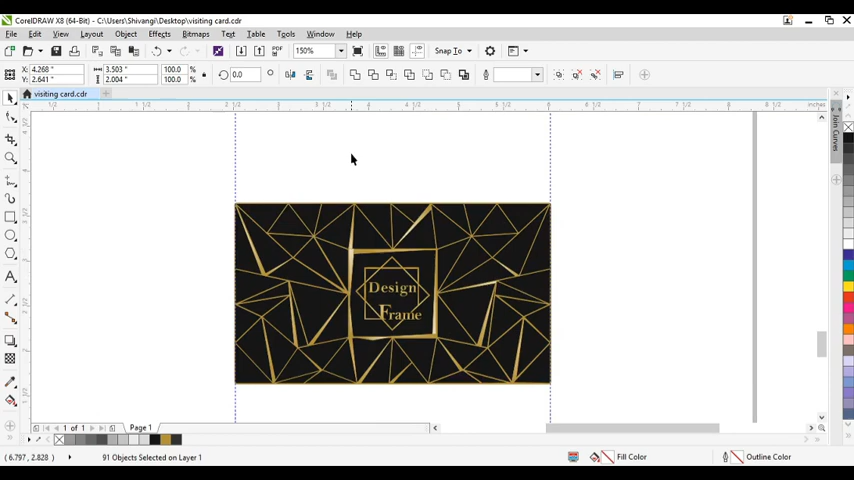 CorelDRAW X8 (64-Bit) - C:\Users\Shivangi\Desktop\visiting card.cdr
File Edit View Layout Object Effects Bitmaps Text Table Tools Window Help
150% Snap To
X: 4.268 " 3.503 " 100.0 % 0.0
Y: 2.641 " 2.004 " 100.0 %
visiting card.cdr
inches
Join Curves
Design
Frame
1 of 1 Page 1
( 6.797, 2.828 ) 91 Objects Selected on Layer 1 Fill Color Outline Color